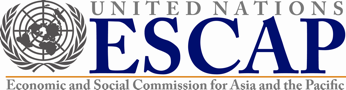 UNITED NATIONS
ESCAP
Economic and Social Commission for Asia and the Pacific